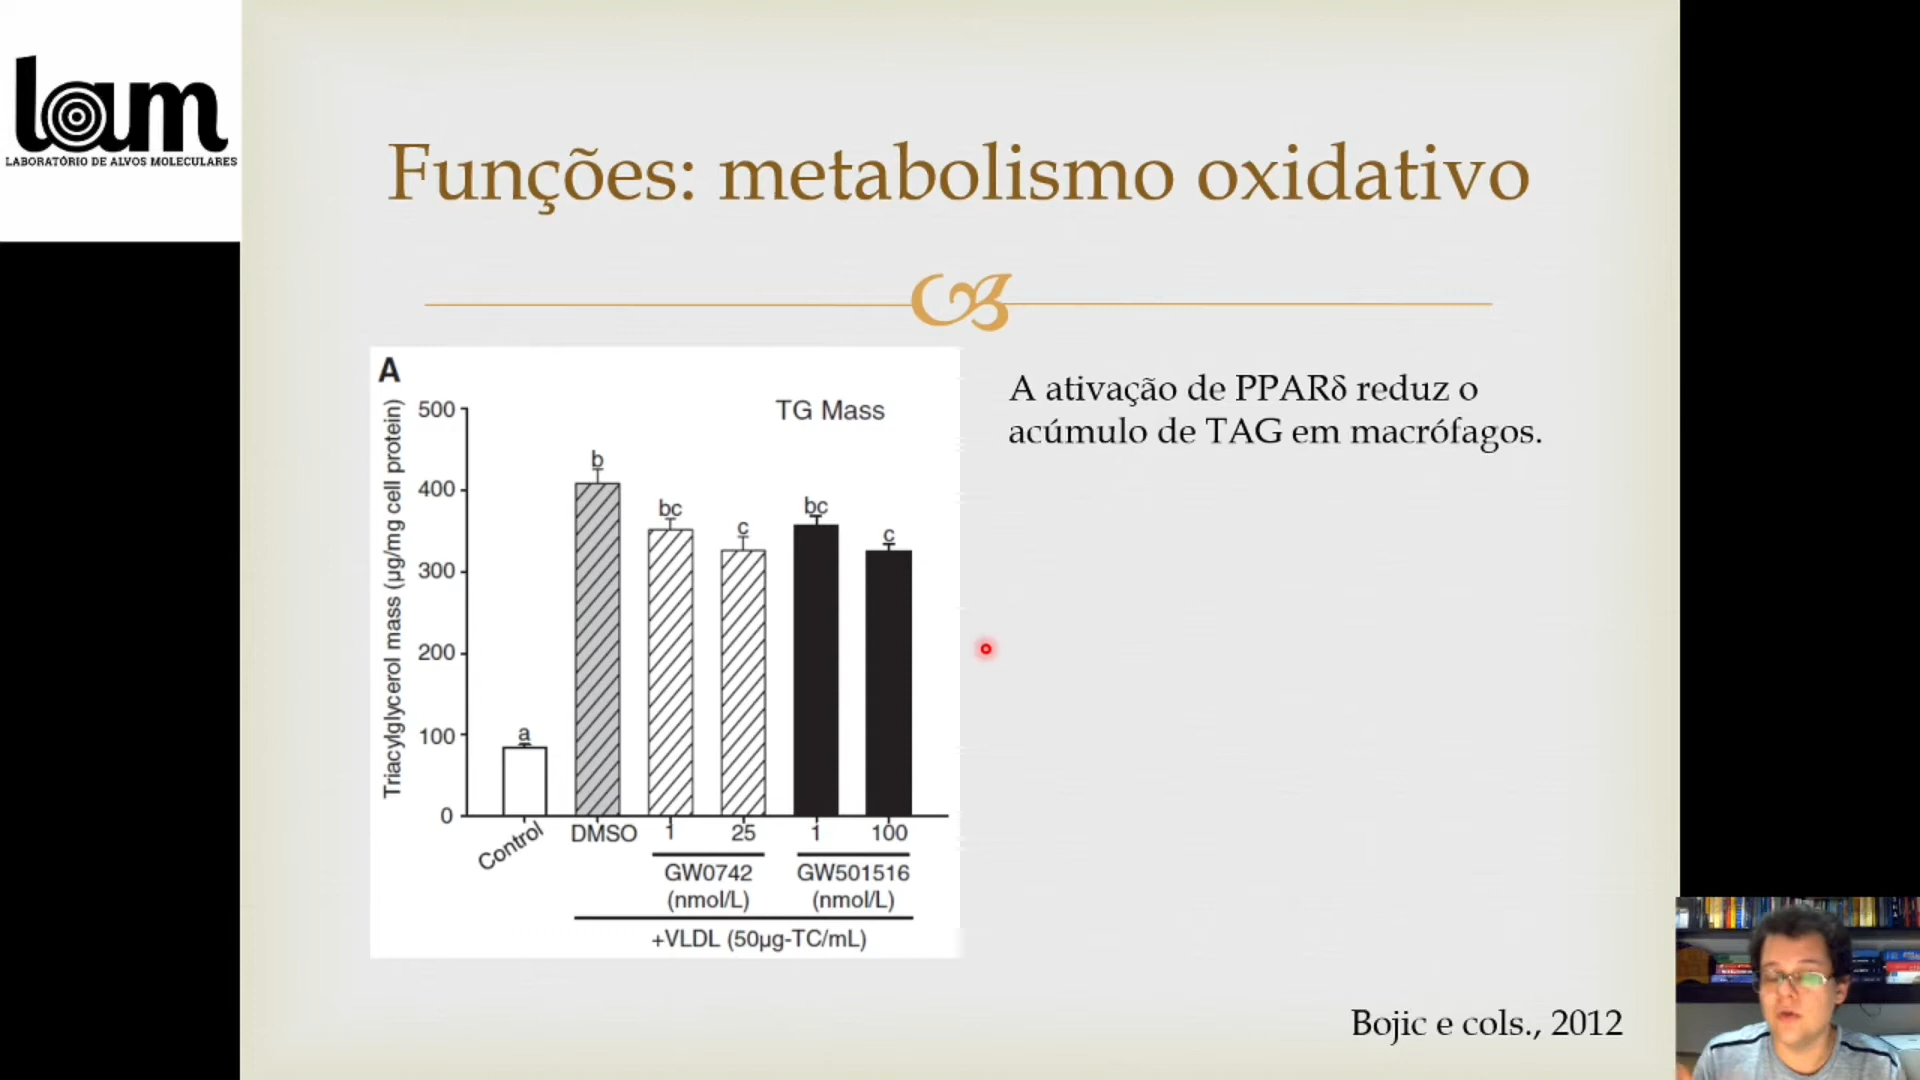 lam
LABORATÓRIO DE ALVOS MOLECULARES
Funções: metabolismo oxidativo
A
TG Mass
Triacylglycerol mass (µg/mg cell protein)
500
400
300
200
100
0
a
b
bc
c
bc
c
Control
DMSO
1
25
1
100
GW0742
(nmol/L)
GW501516
(nmol/L)
+VLDL (50µg-TC/mL)
A ativação de PPARδ reduz o
acúmulo de TAG em macrófagos.
Bojic e cols., 2012